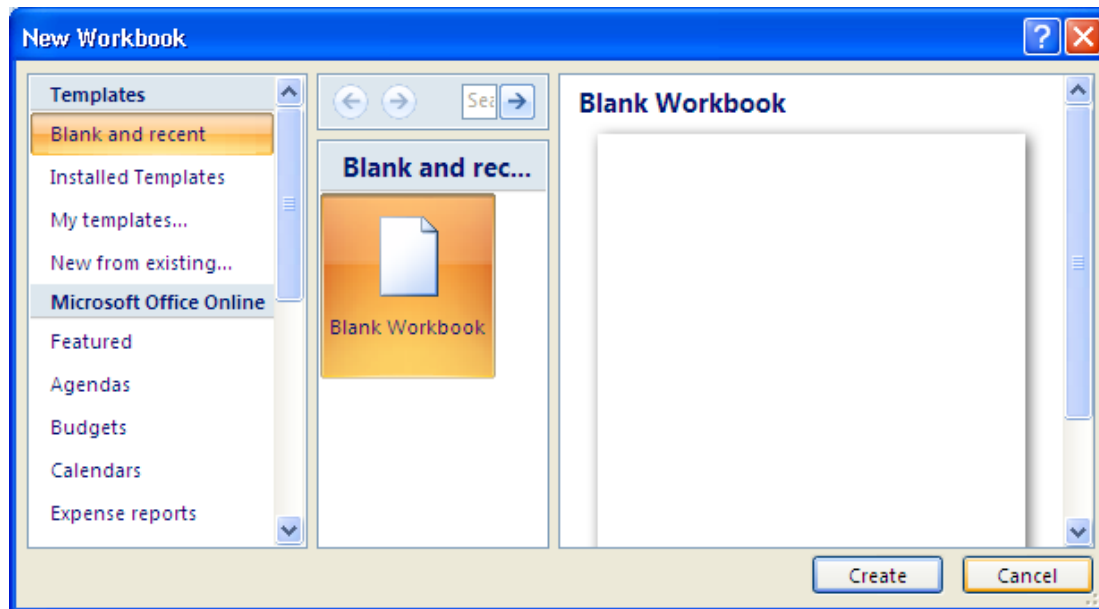 New Workbook
Templates
Blank and recent
Installed Templates
My templates...
New from existing...
Microsoft Office Online
Featured
Agendas
Budgets
Calendars
Expense reports
Blank and rec...
Blank Workbook
Blank Workbook
Create
Cancel